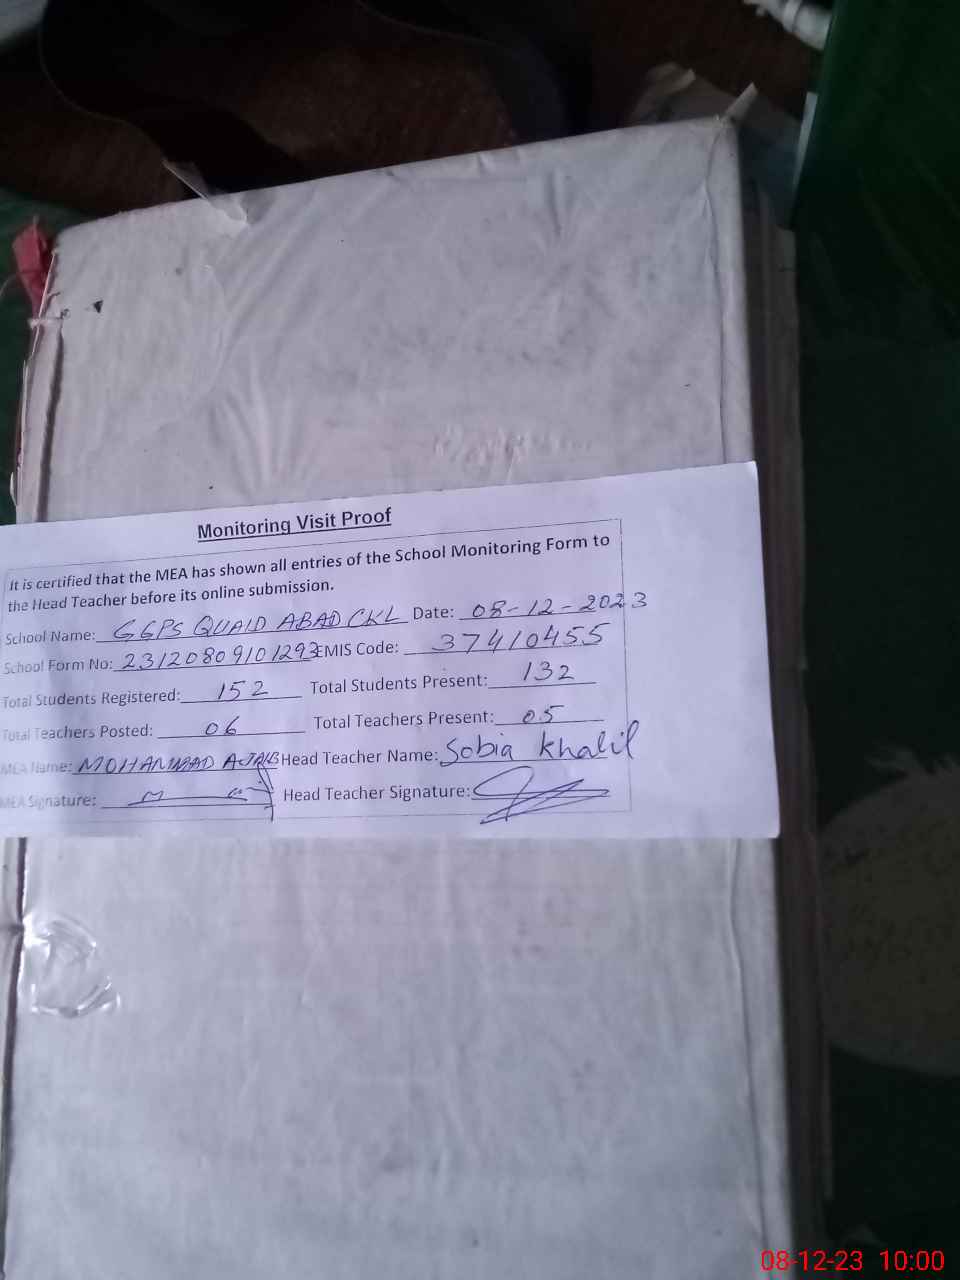 Monitoring Visit Proof
It is certified that the MEA has shown all entries of the School Monitoring Form to
the Head Teacher before its online submission.
School Name: GGPS QUAID ABAD CKL Date: 08-12-2023
School Form No: 23120809101293 EMIS Code: 37410455
Total Students Registered: 152 Total Students Present: 132
Total Teachers Posted: 06 Total Teachers Present: 05
MEA Name: MOHAMMAD AJAIB Head Teacher Name: Sobia Khalil
MEA Signature: Head Teacher Signature:
08-12-23 10:00